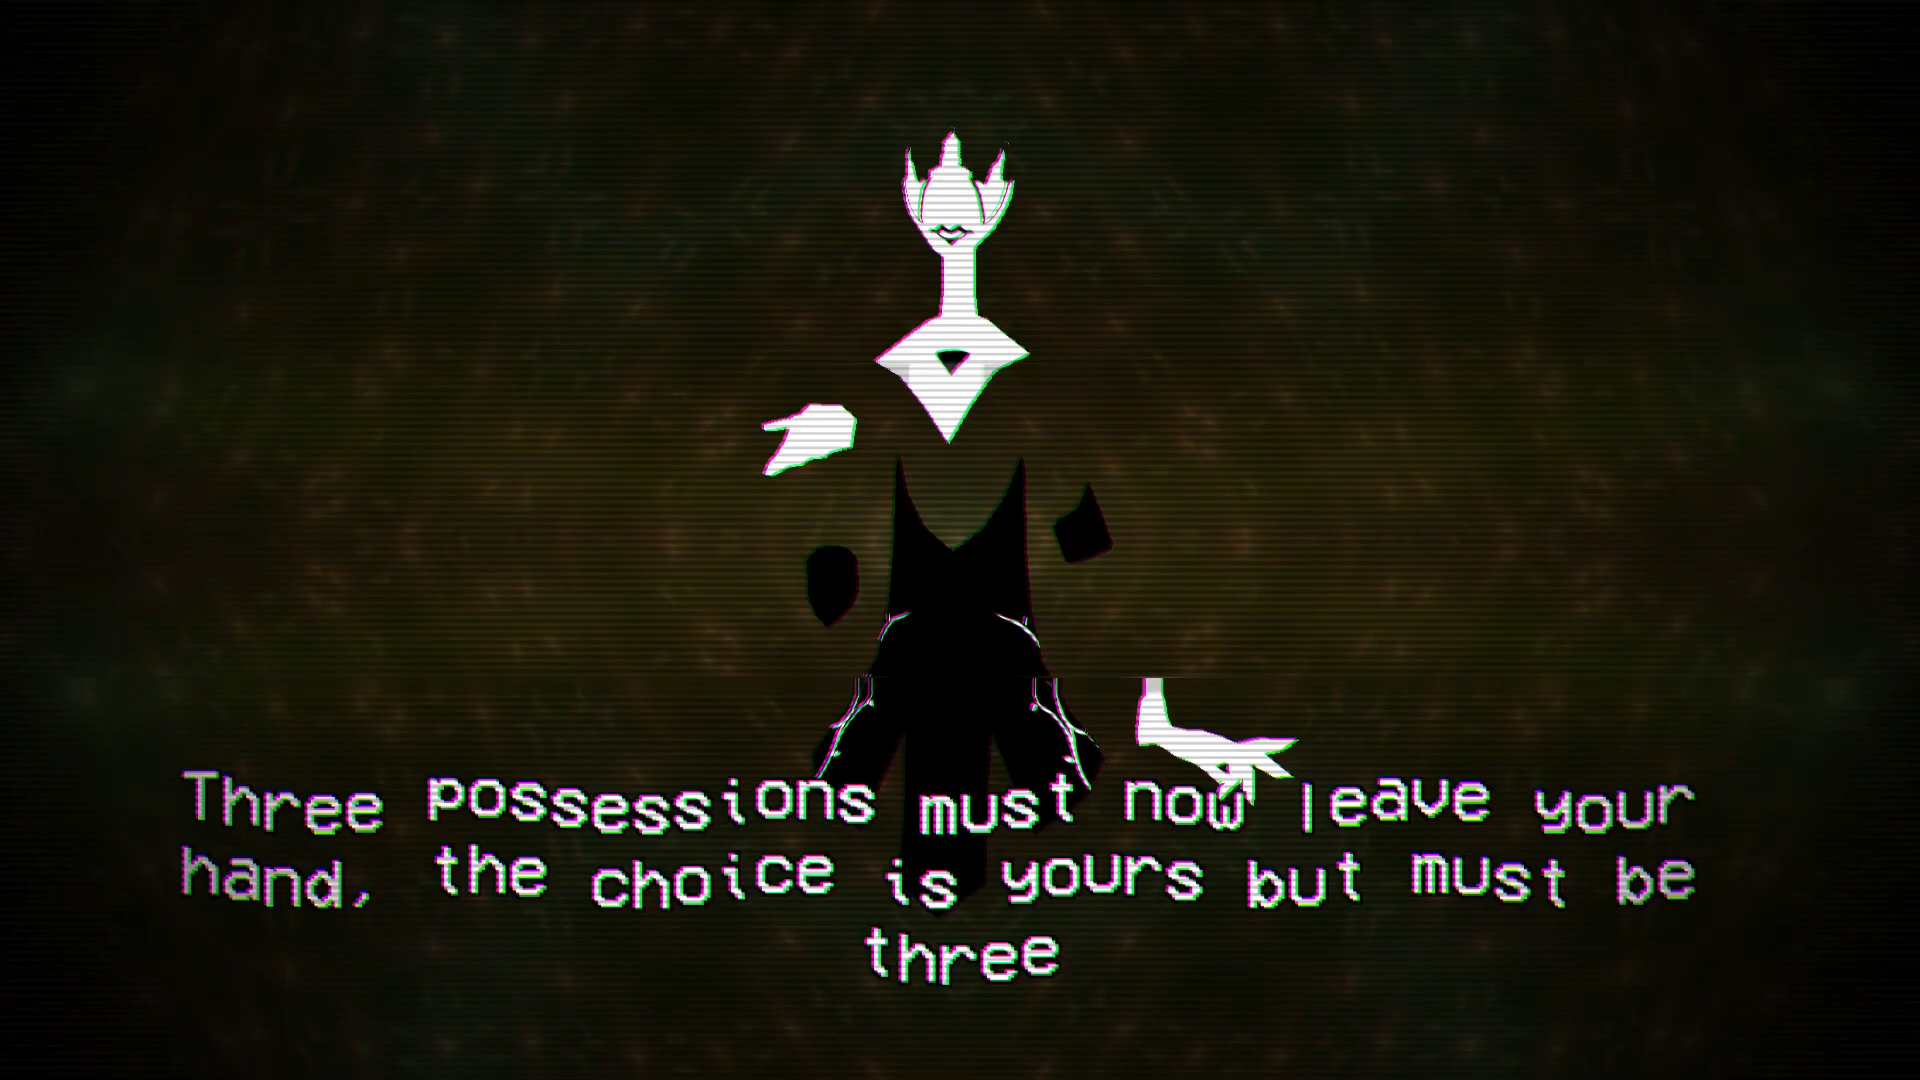 Three possessions must now leave your
hand, the choice is yours but must be
three